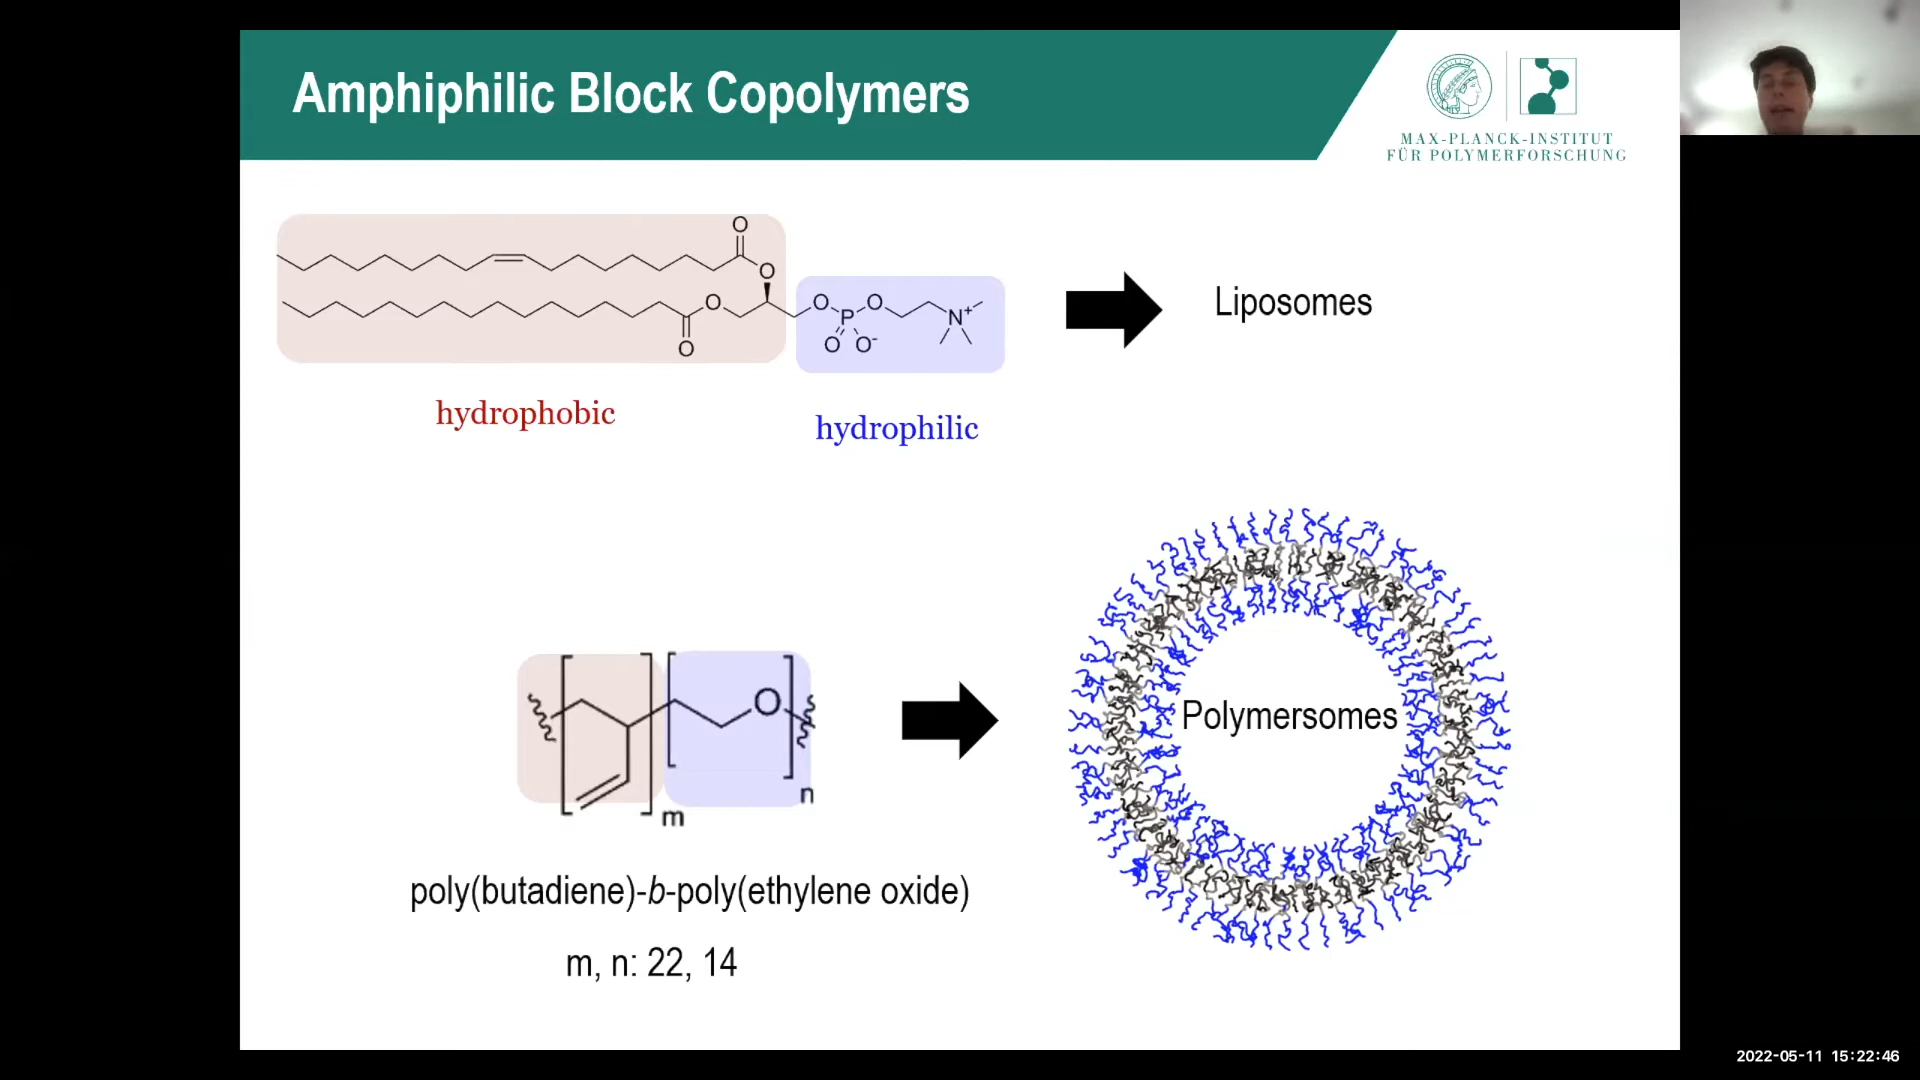 Amphiphilic Block Copolymers
MAX-PLANCK-INSTITUT
FÜR POLYMERFORSCHUNG
O
O
O
O
O
P
O
O
O-
N+
Liposomes
hydrophobic
hydrophilic
O
n
m
Polymersomes
poly(butadiene)-b-poly(ethylene oxide)
m, n: 22, 14
2022-05-11 15:22:46